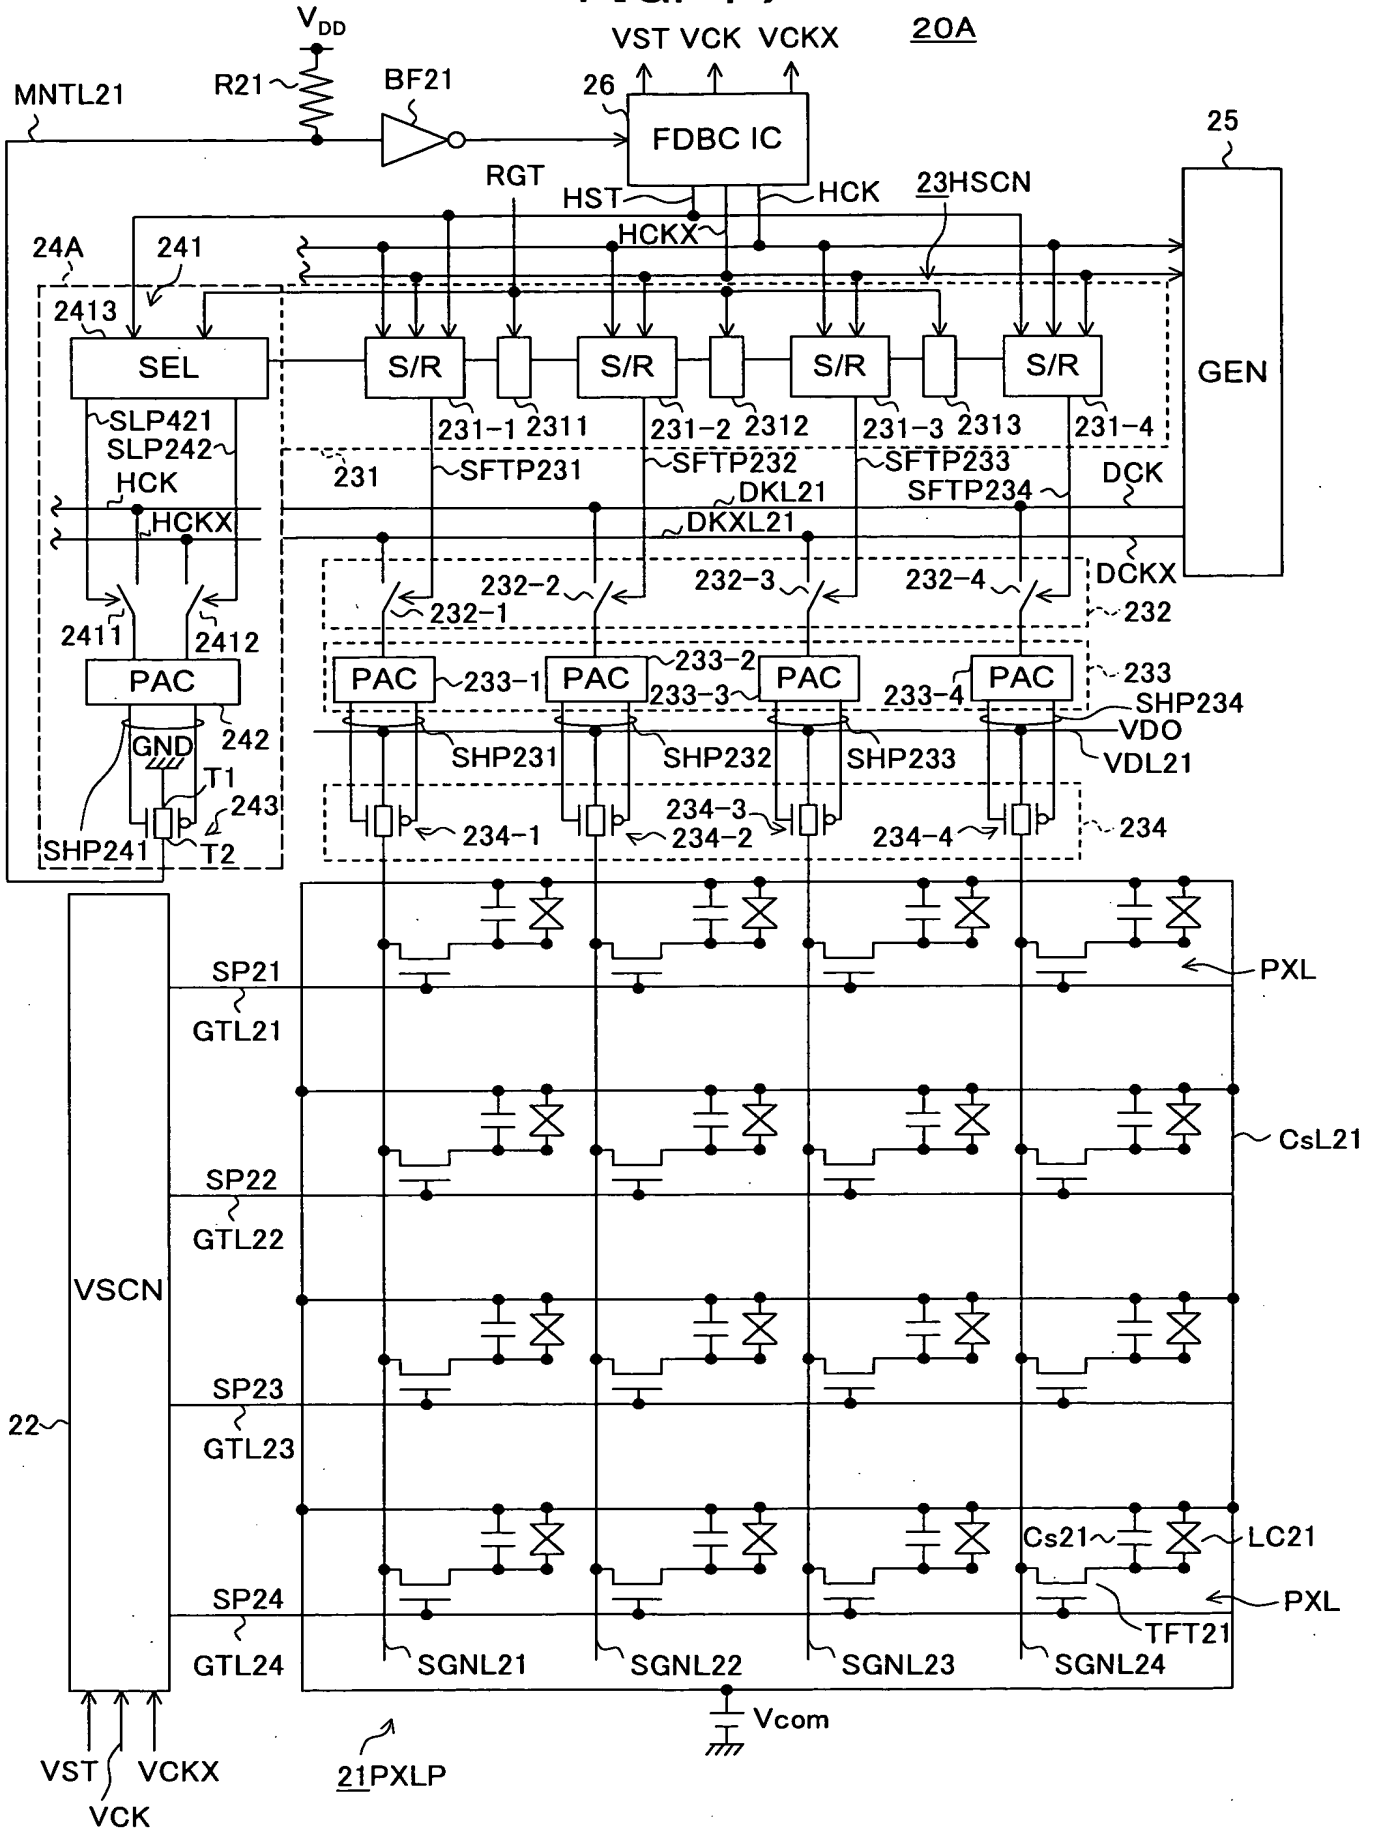 20A
VDD
VST VCK VCKX
R21
BF21
26
MNTL21
FDBC IC
25
RGT
HST
HCK
23HSCN
HCKX
24A
241
2413
SEL
S/R
S/R
S/R
S/R
GEN
SLP421
231-1
2311
231-2
2312
231-3
2313
231-4
SLP242
231
SFTP231
SFTP232
SFTP233
HCK
SFTP234
DCK
DKL21
HCKX
DKXL21
DCKX
232-2
232-3
232-4
232-1
232
2411
2412
PAC
PAC
233-1
PAC
233-2
233-3
PAC
233-4
PAC
233
SHP234
242
GND
SHP231
SHP232
SHP233
VDO
VDL21
T1
243
234-1
234-2
234-3
234-4
234
SHP241
T2
SP21
PXL
GTL21
CsL21
SP22
GTL22
VSCN
SP23
22
GTL23
Cs21
LC21
SP24
PXL
TFT21
GTL24
SGNL21
SGNL22
SGNL23
SGNL24
Vcom
VST
VCKX
21PXLP
VCK